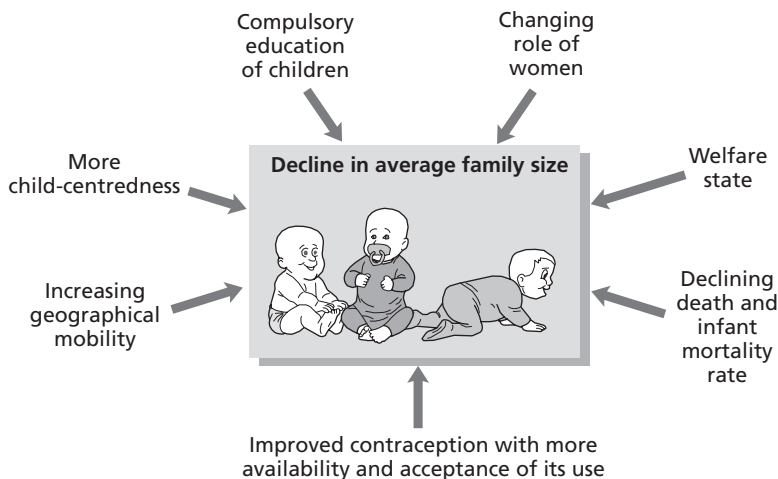 Compulsory
education
of children
Changing
role of
women
More
child-centredness
Decline in average family size
Welfare
state
Increasing
geographical
mobility
Declining
death and
infant
mortality
rate
Improved contraception with more
availability and acceptance of its use